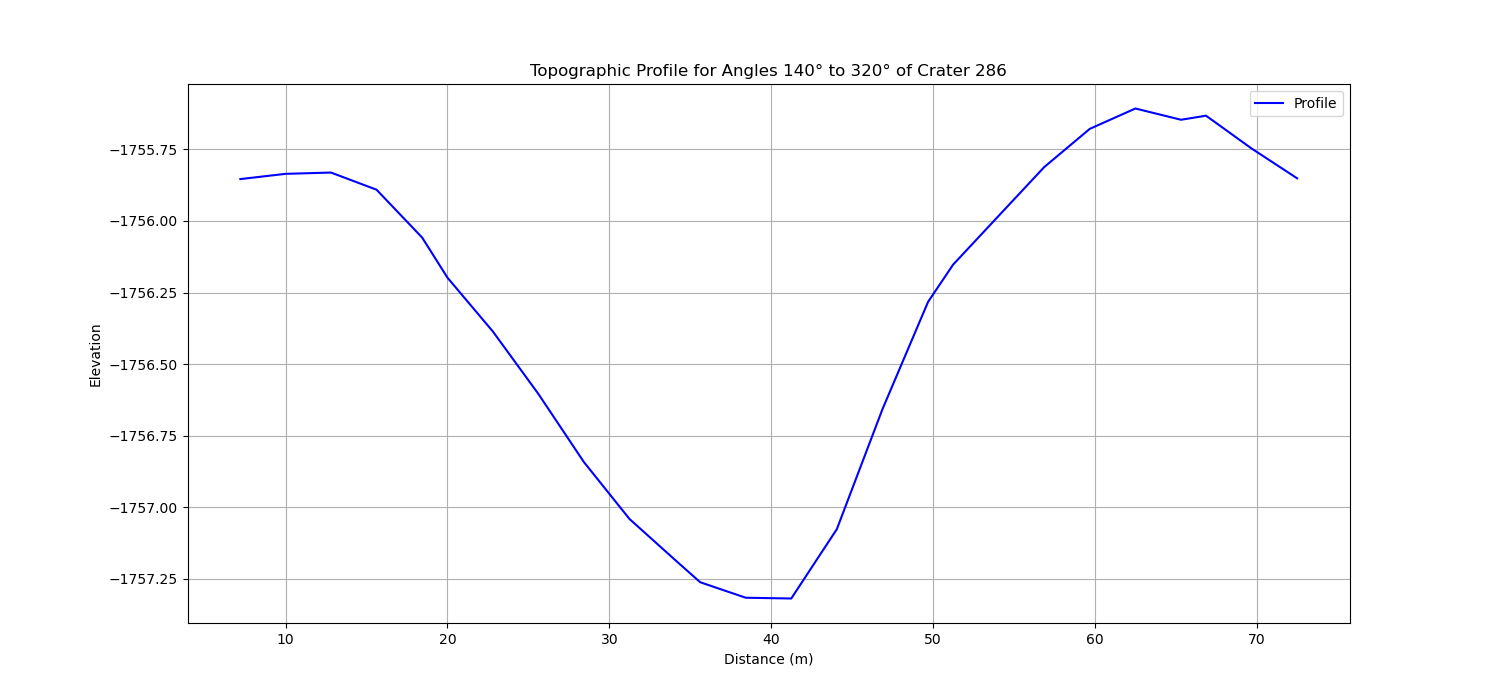 Topographic Profile for Angles 140° to 320° of Crater 286
Profile
−1755.75
−1756.00
−1756.25
−1756.50
−1756.75
−1757.00
−1757.25
Elevation
10 20 30 40 50 60 70
Distance (m)